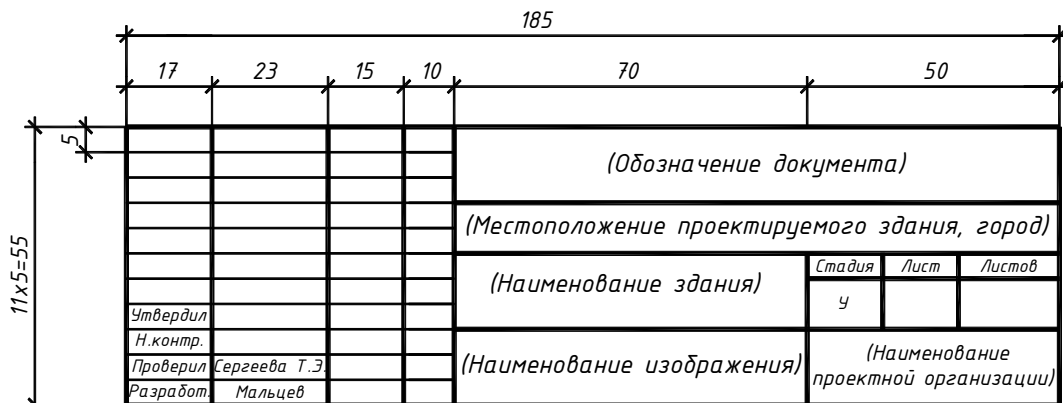 185
17 23 15 10 70 50
5
11х5=55
(Обозначение документа)
(Местоположение проектируемого здания, город)
(Наименование здания)
Стадия Лист Листов
У
Утвердил
Н.контр.
Проверил Сергеева Т.Э.
Разработ. Мальцев
(Наименование изображения)
(Наименование
проектной организации)